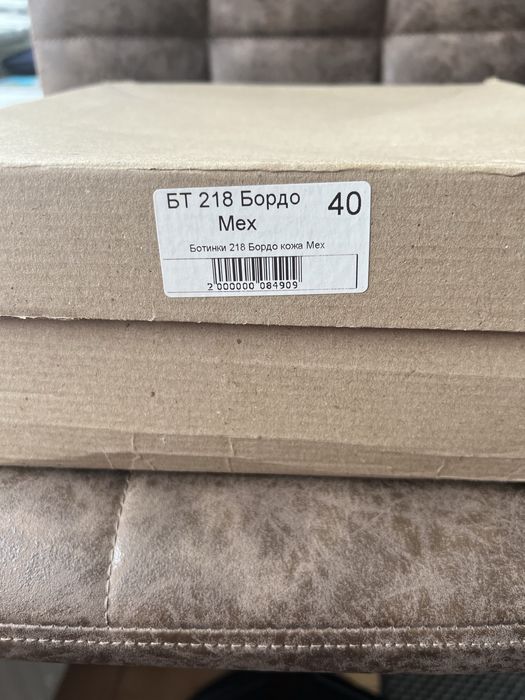 БТ 218 Бордо 40
Мех
Ботинки 218 Бордо кожа Мех
2 000000 084909